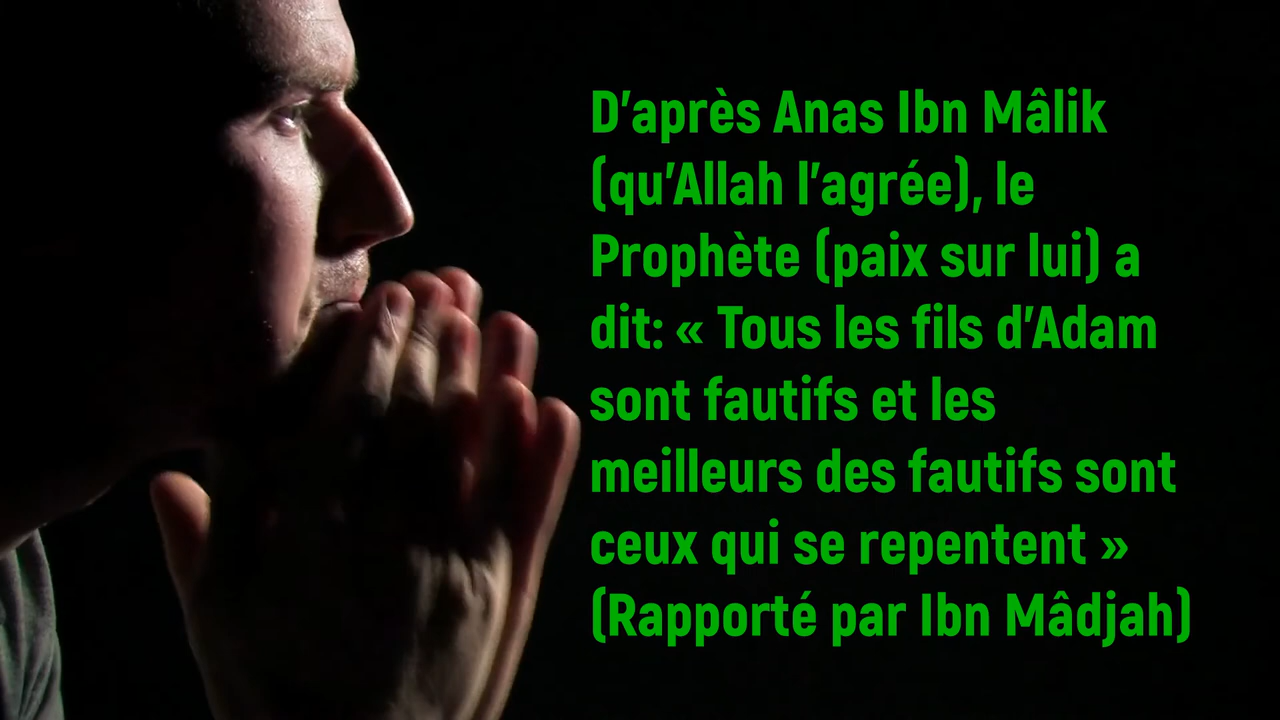 D'après Anas Ibn Mâlik
(qu'Allah l'agrée), le
Prophète (paix sur lui) a
dit: « Tous les fils d'Adam
sont fautifs et les
meilleurs des fautifs sont
ceux qui se repentent »
(Rapporté par Ibn Mâdjah)